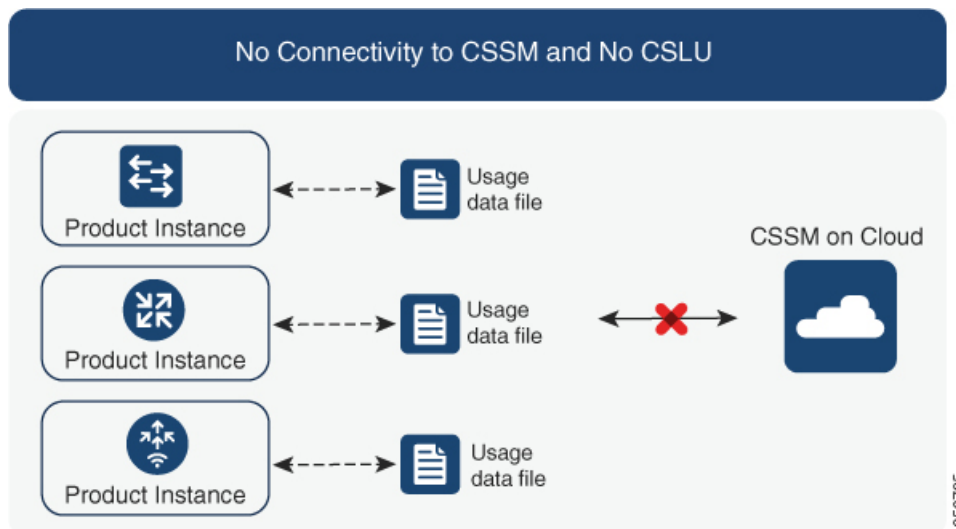 No Connectivity to CSSM and No CSLU
Product Instance
Usage
data file
CSSM on Cloud
Product Instance
Usage
data file
Product Instance
Usage
data file